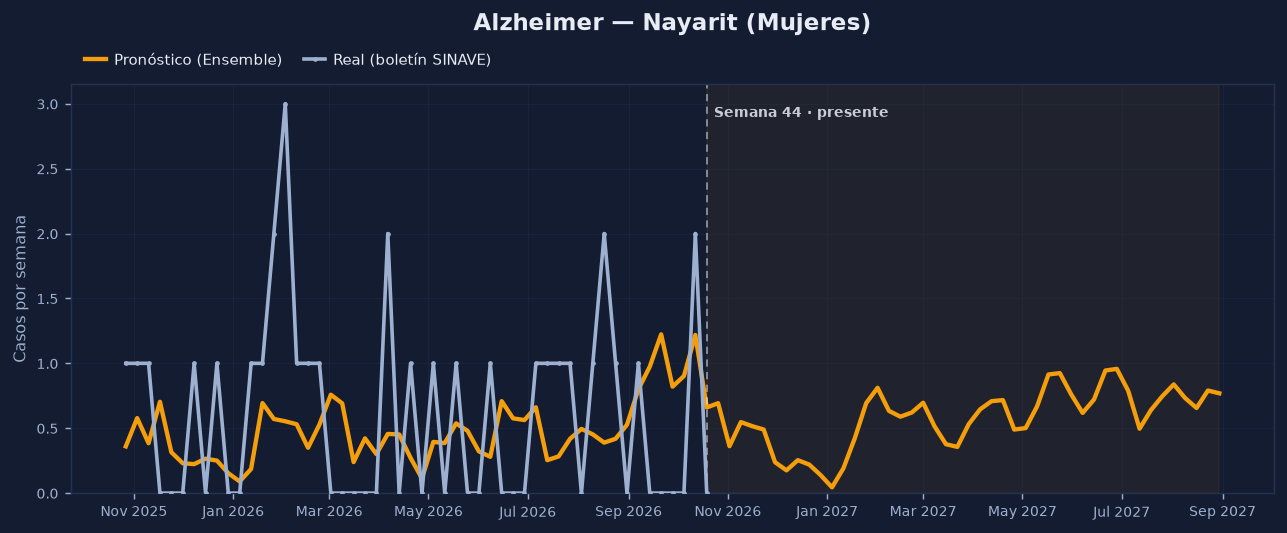 Alzheimer — Nayarit (Mujeres)
Pronóstico (Ensemble)
Real (boletín SINAVE)
Semana 44 · presente
Casos por semana
3.0
2.5
2.0
1.5
1.0
0.5
0.0
Nov 2025
Jan 2026
Mar 2026
May 2026
Jul 2026
Sep 2026
Nov 2026
Jan 2027
Mar 2027
May 2027
Jul 2027
Sep 2027